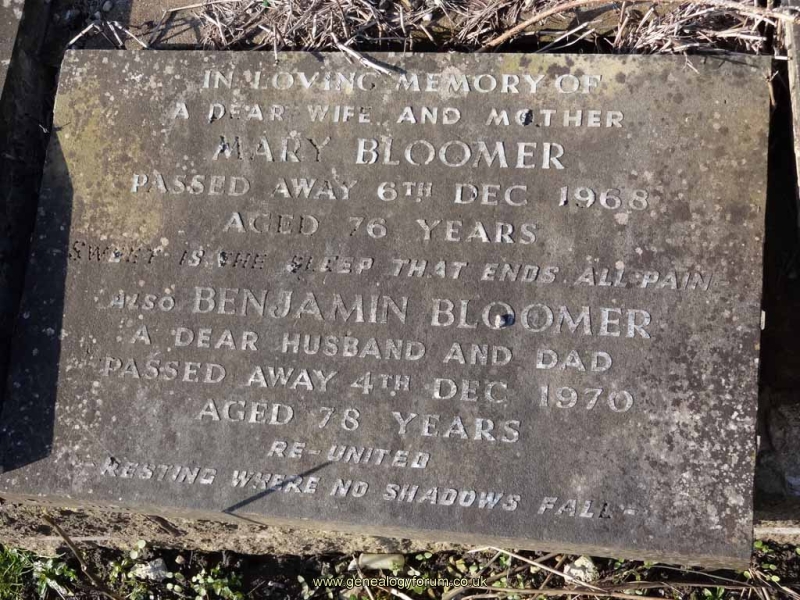 IN LOVING MEMORY OF
A DEAR WIFE AND MOTHER
MARY BLOOMER
PASSED AWAY 6TH DEC 1968
AGED 76 YEARS
SWEET IS THE SLEEP THAT ENDS ALL PAIN
ALSO BENJAMIN BLOOMER
A DEAR HUSBAND AND DAD
PASSED AWAY 4TH DEC 1970
AGED 78 YEARS
RE-UNITED
- RESTING WHERE NO SHADOWS FALL -
www.genealogyforum.co.uk